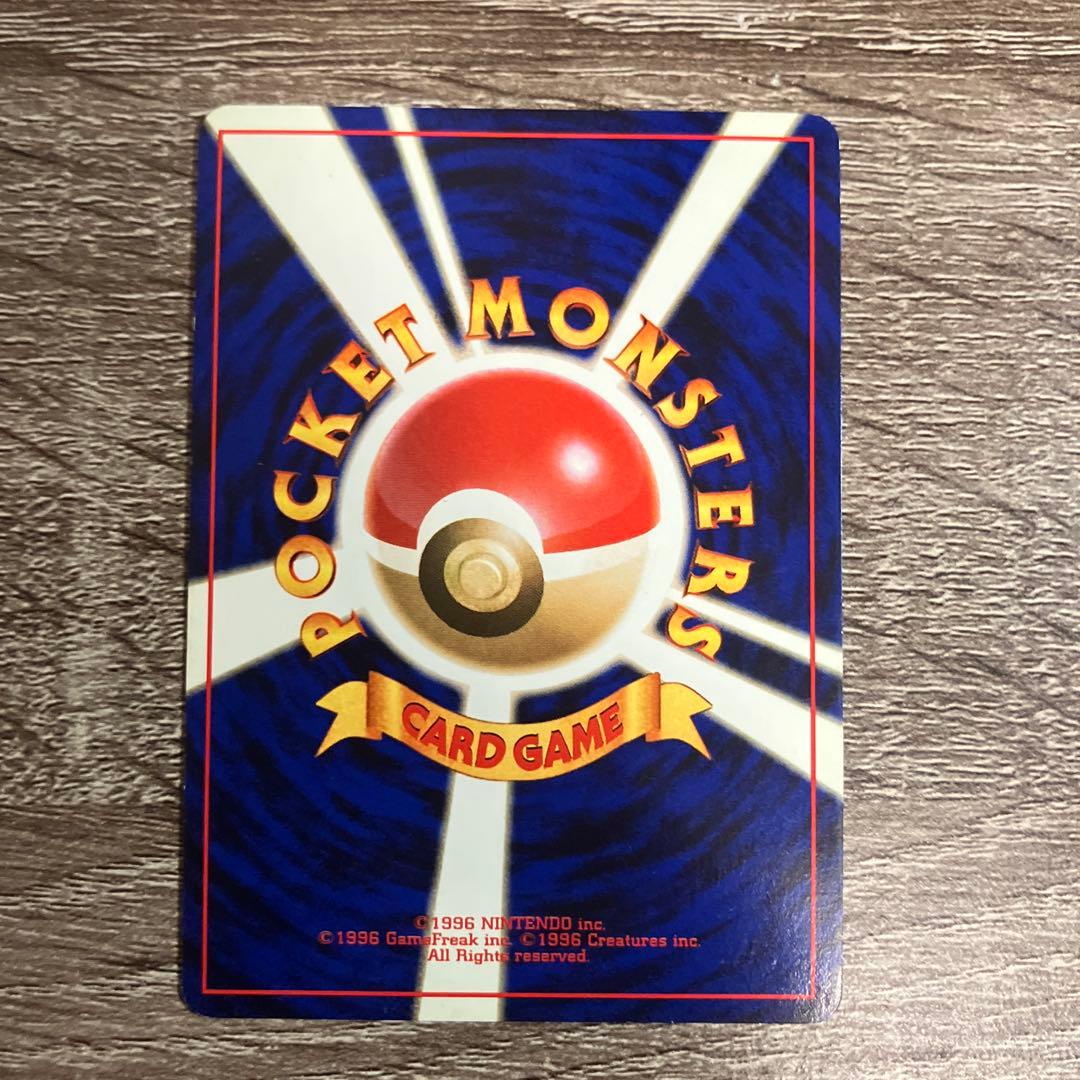 POCKET MONSTERS
CARD GAME
©1996 NINTENDO inc.
©1996 GameFreak inc. ©1996 Creatures inc.
All Rights reserved.